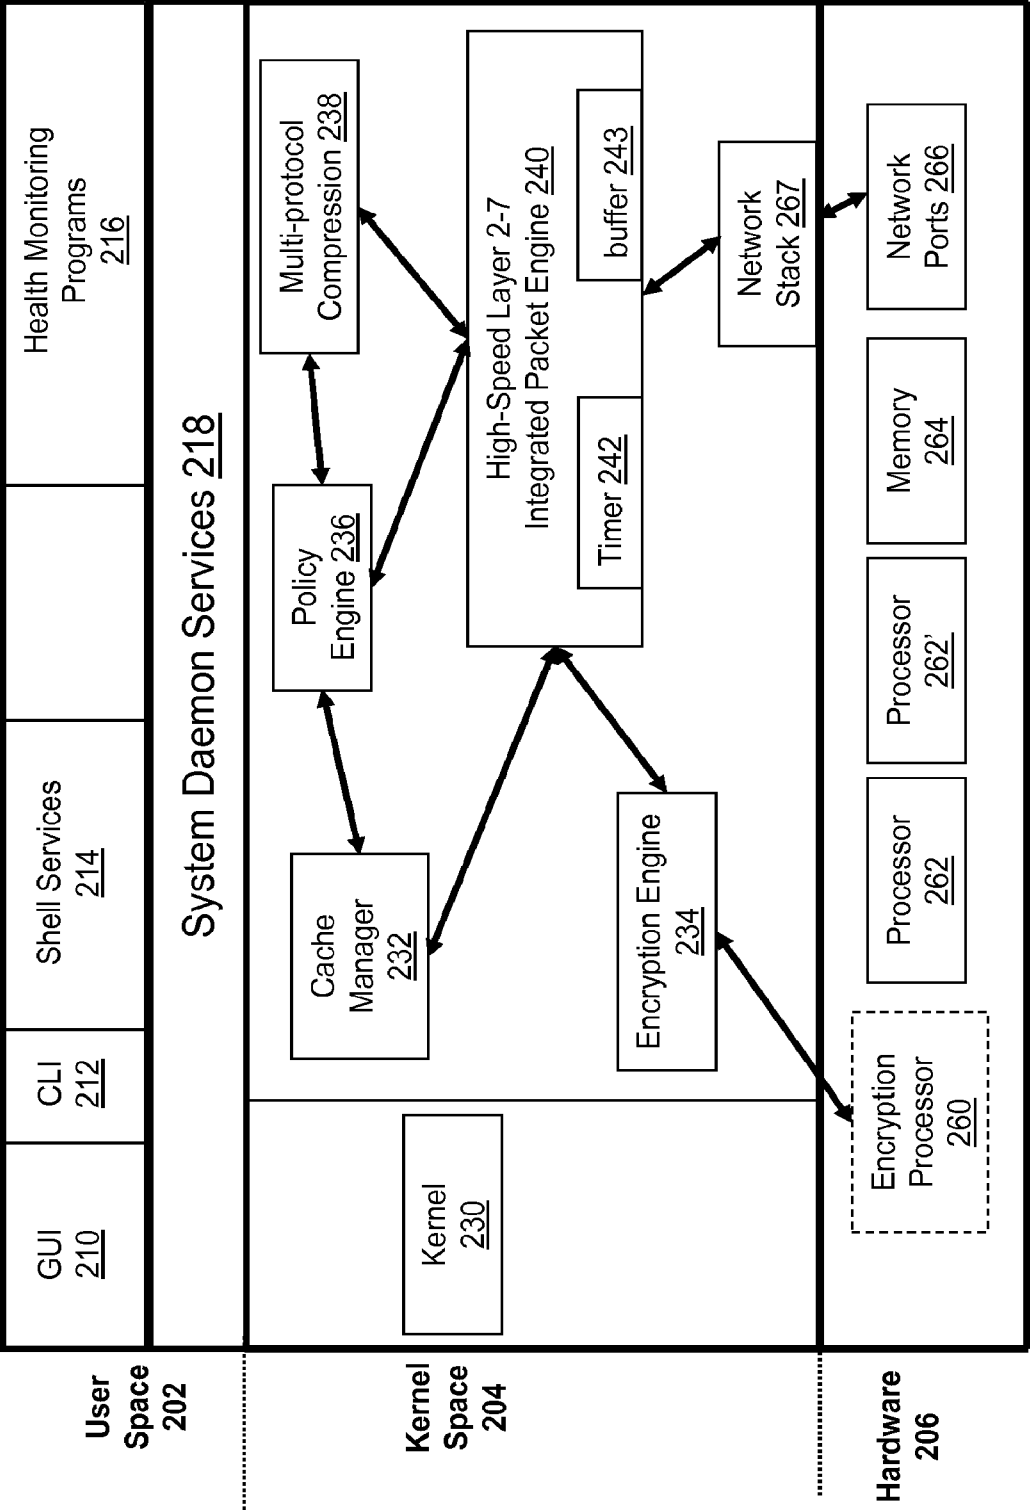 User
Space 202
GUI
210
CLI
212
Shell Services
214
Health Monitoring
Programs
216
System Daemon Services 218
Kernel
Space 204
Kernel
230
Cache
Manager
232
Policy
Engine 236
Multi-protocol
Compression 238
High-Speed Layer 2-7
Integrated Packet Engine 240
Timer 242
buffer 243
Encryption Engine
234
Network
Stack 267
Hardware
206
Encryption
Processor
260
Processor
262
Processor
262’
Memory
264
Network
Ports 266